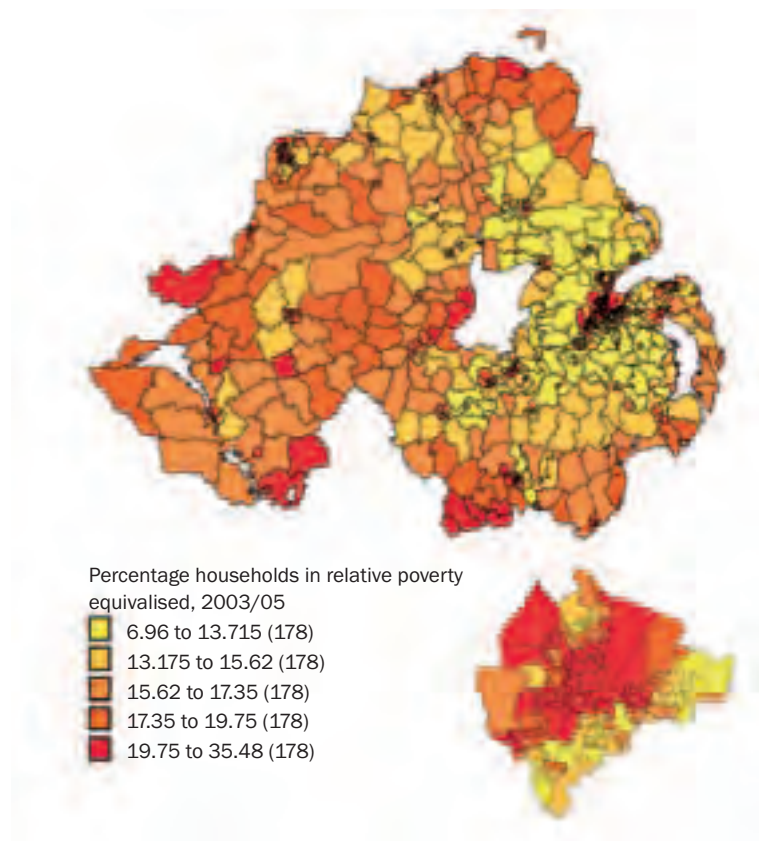 Percentage households in relative poverty
equivalised, 2003/05
6.96 to 13.715 (178)
13.175 to 15.62 (178)
15.62 to 17.35 (178)
17.35 to 19.75 (178)
19.75 to 35.48 (178)